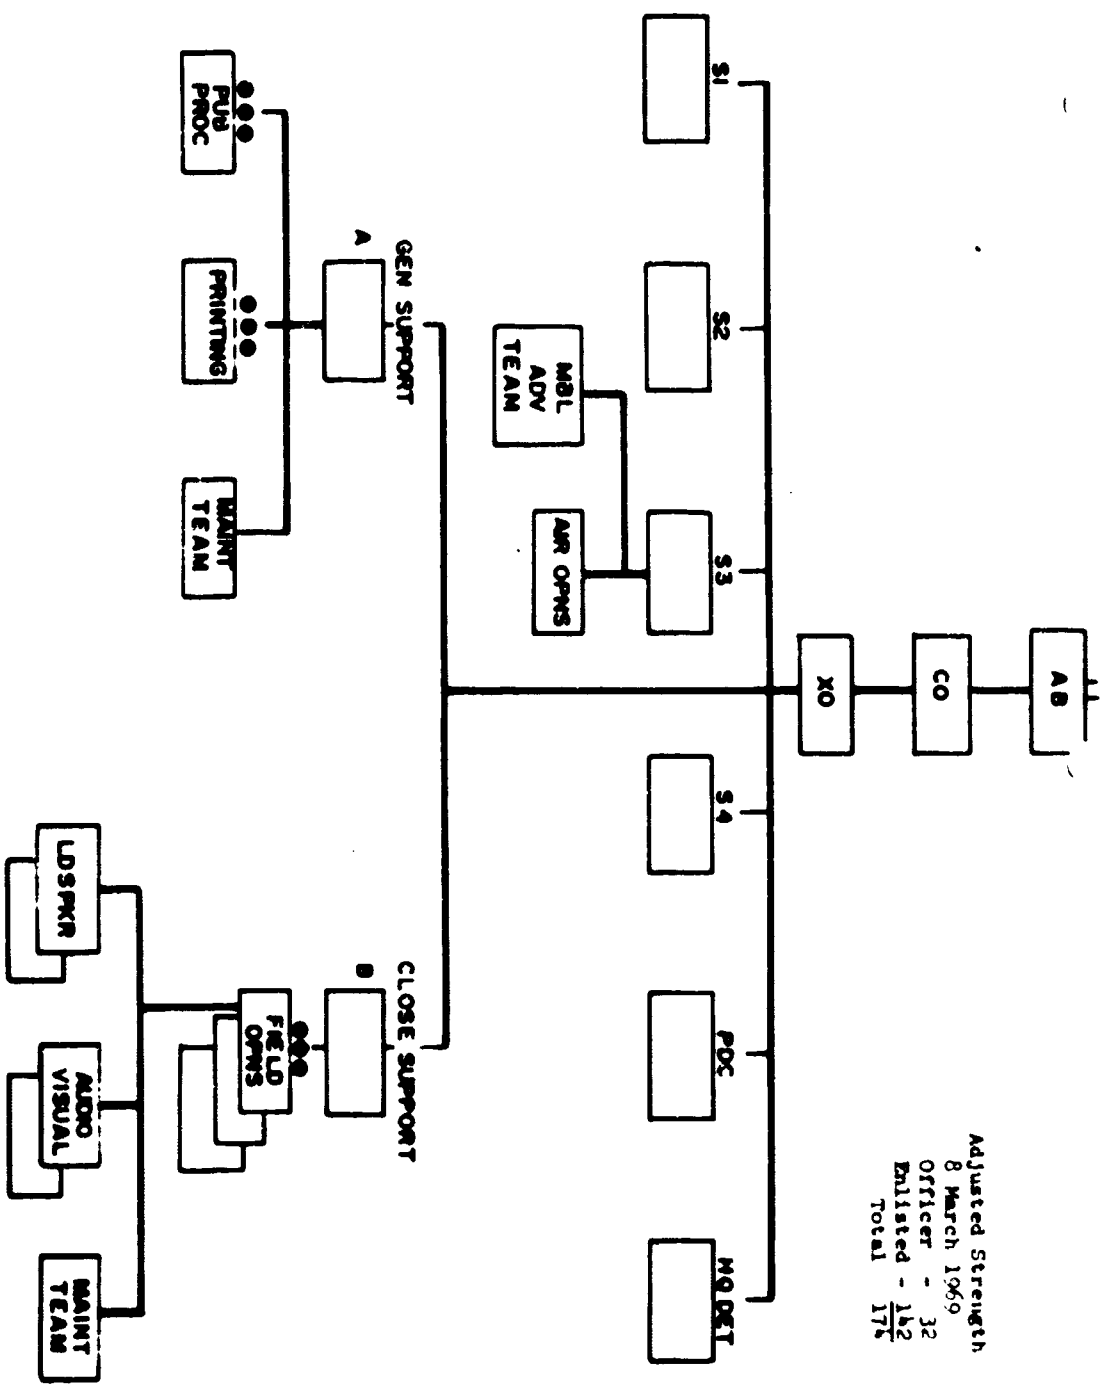 Adjusted Strength
8 March 1969
Officer - 32
Enlisted - 142
Total 174
AB
CO
XO
S1
S2
S3
S4
PDC
HQ DET
MBL
ADV
TEAM
AIR OPNS
GEN SUPPORT
A
CLOSE SUPPORT
B
PUB
PROC
PRINTING
MAINT
TEAM
FIELD
OPNS
LDSPKR
AUDIO
VISUAL
MAINT
TEAM